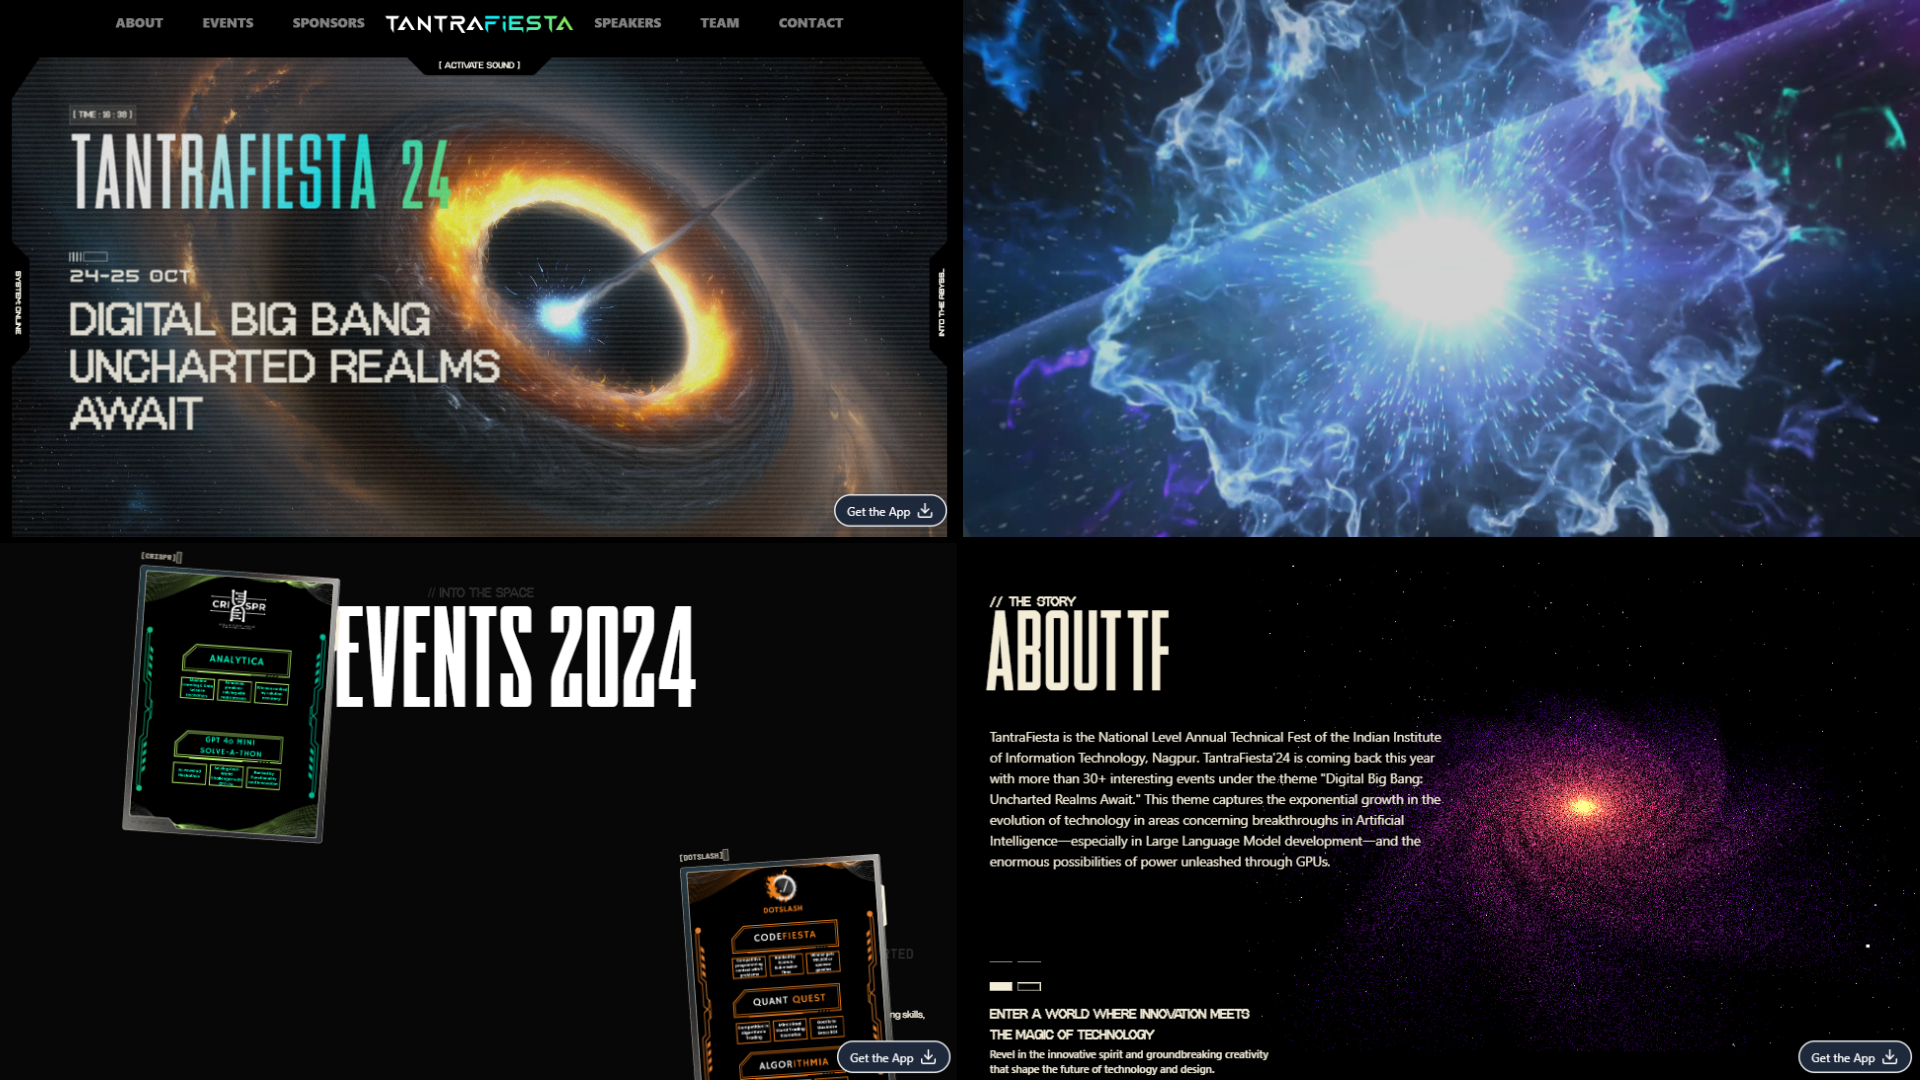 ABOUT
EVENTS
SPONSORS
TANTRAFiESTA
SPEAKERS
TEAM
CONTACT
[ ACTIVATE SOUND ]
[ TIME : 16 : 38 ]
TANTRAFIESTA 24
24-25 OCT
DIGITAL BIG BANG
UNCHARTED REALMS
AWAIT
SYSTEM ONLINE
INTO THE ABYSS..
Get the App
[CRISPR]
CRISPR
ANALYTICA
GPT 4o MINI
SOLVE-A-THON
// INTO THE SPACE
EVENTS 2024
[DOTSLASH]
DOTSLASH
CODEFIESTA
QUANT QUEST
ALGORITHMIA
RTED
ng skills,
Get the App
// THE STORY
ABOUT TF
TantraFiesta is the National Level Annual Technical Fest of the Indian Institute
of Information Technology, Nagpur. TantraFiesta'24 is coming back this year
with more than 30+ interesting events under the theme "Digital Big Bang:
Uncharted Realms Await." This theme captures the exponential growth in the
evolution of technology in areas concerning breakthroughs in Artificial
Intelligence—especially in Large Language Model development—and the
enormous possibilities of power unleashed through GPUs.
ENTER A WORLD WHERE INNOVATION MEETS
THE MAGIC OF TECHNOLOGY
Revel in the innovative spirit and groundbreaking creativity
that shape the future of technology and design.
Get the App